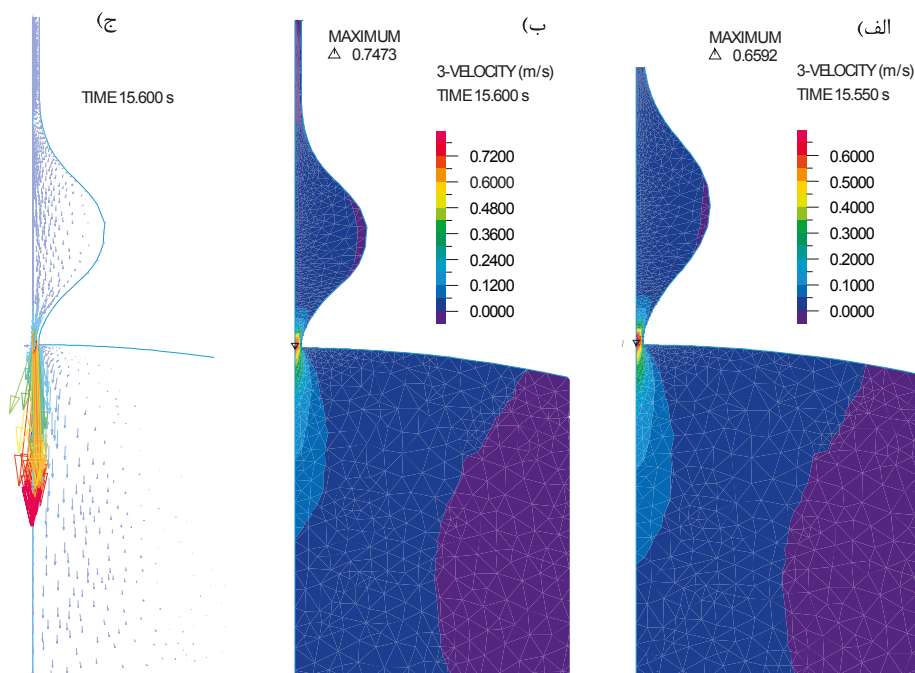 الف)
MAXIMUM
△ 0.6592
3-VELOCITY (m/s)
TIME 15.550 s
0.6000
0.5000
0.4000
0.3000
0.2000
0.1000
0.0000
ب)
MAXIMUM
△ 0.7473
3-VELOCITY (m/s)
TIME 15.600 s
0.7200
0.6000
0.4800
0.3600
0.2400
0.1200
0.0000
ج)
TIME 15.600 s